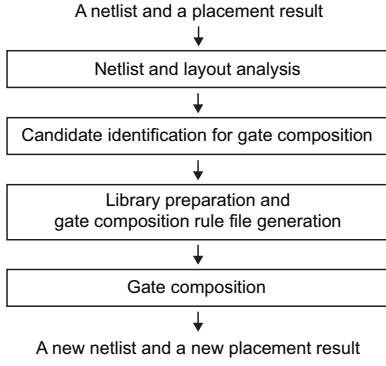 A netlist and a placement result
Netlist and layout analysis
Candidate identification for gate composition
Library preparation and
gate composition rule file generation
Gate composition
A new netlist and a new placement result